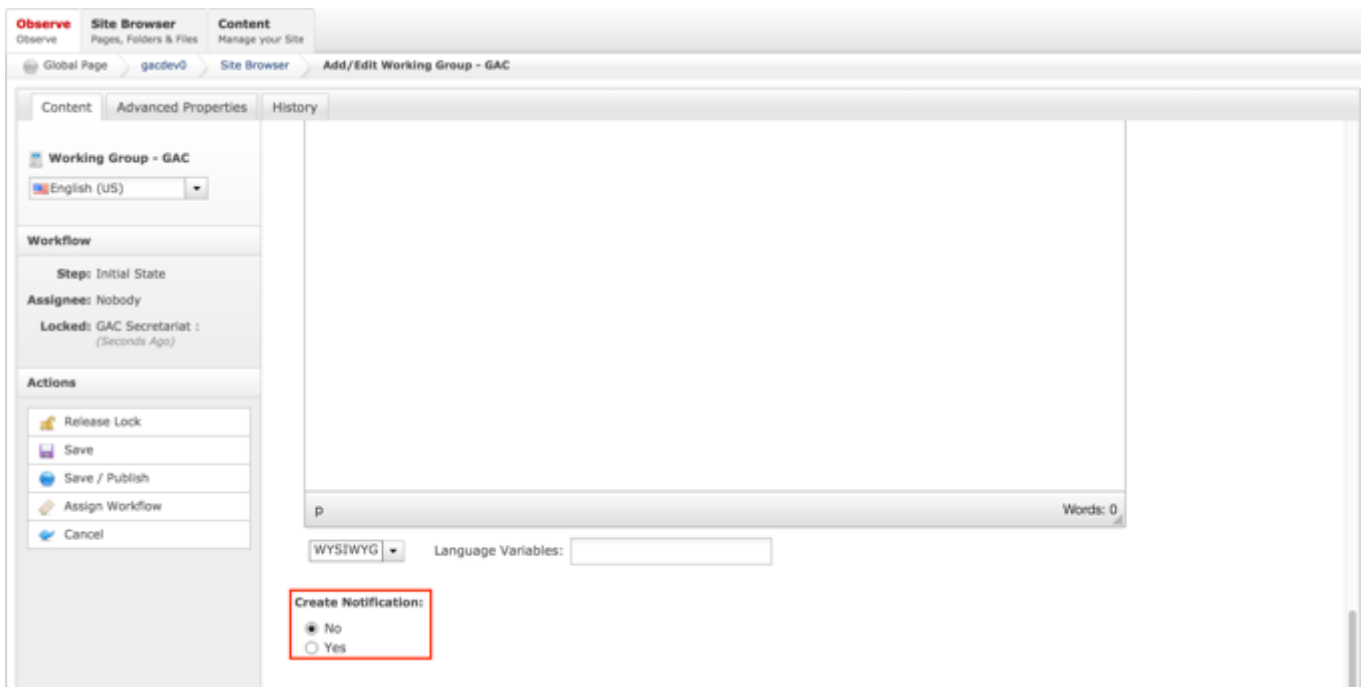 Observe Site Browser Content
Observe Pages, Folders & Files Manage your Site
Global Page gacdev0 Site Browser Add/Edit Working Group - GAC
Content Advanced Properties History
Working Group - GAC
English (US)
Workflow
Step: Initial State
Assignee: Nobody
Locked: GAC Secretariat :
(Seconds Ago)
Actions
Release Lock
Save
Save / Publish
Assign Workflow
Cancel
p Words: 0
WYSIWYG Language Variables:
Create Notification:
No
Yes